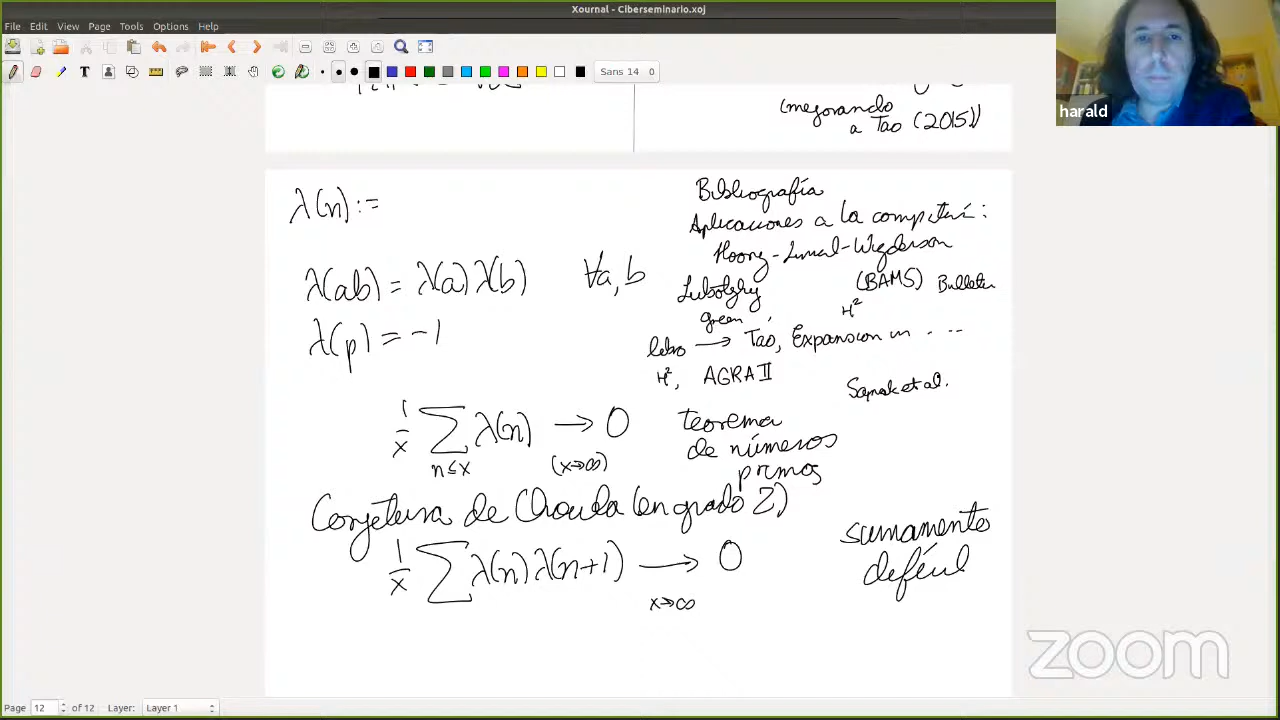 Xournal - Ciberseminario.xoj
File Edit View Page Tools Options Help
Sans 14 0
harald
(mejorando
a Tao (2015))
λ(n) :=
λ(ab) = λ(a) λ(b) ∀a, b
λ(p) = -1
Bibliografía
Aplicaciones a la :
Hoory-Linial-Wigderson
(BAMS) Bulletin
Lubotzky
H²
green
libro → Tao, Expansion in ....
H², AGRA II
Sarnak et al.
1/x ∑ λ(n) → 0
n≤x (x→∞)
teorema
de números
primos
Conjetura de Chowla (en grado 2)
1/x ∑ λ(n) λ(n+1) → 0
x→∞
sumamente
difícil
zoom
Page 12 of 12 Layer: Layer 1